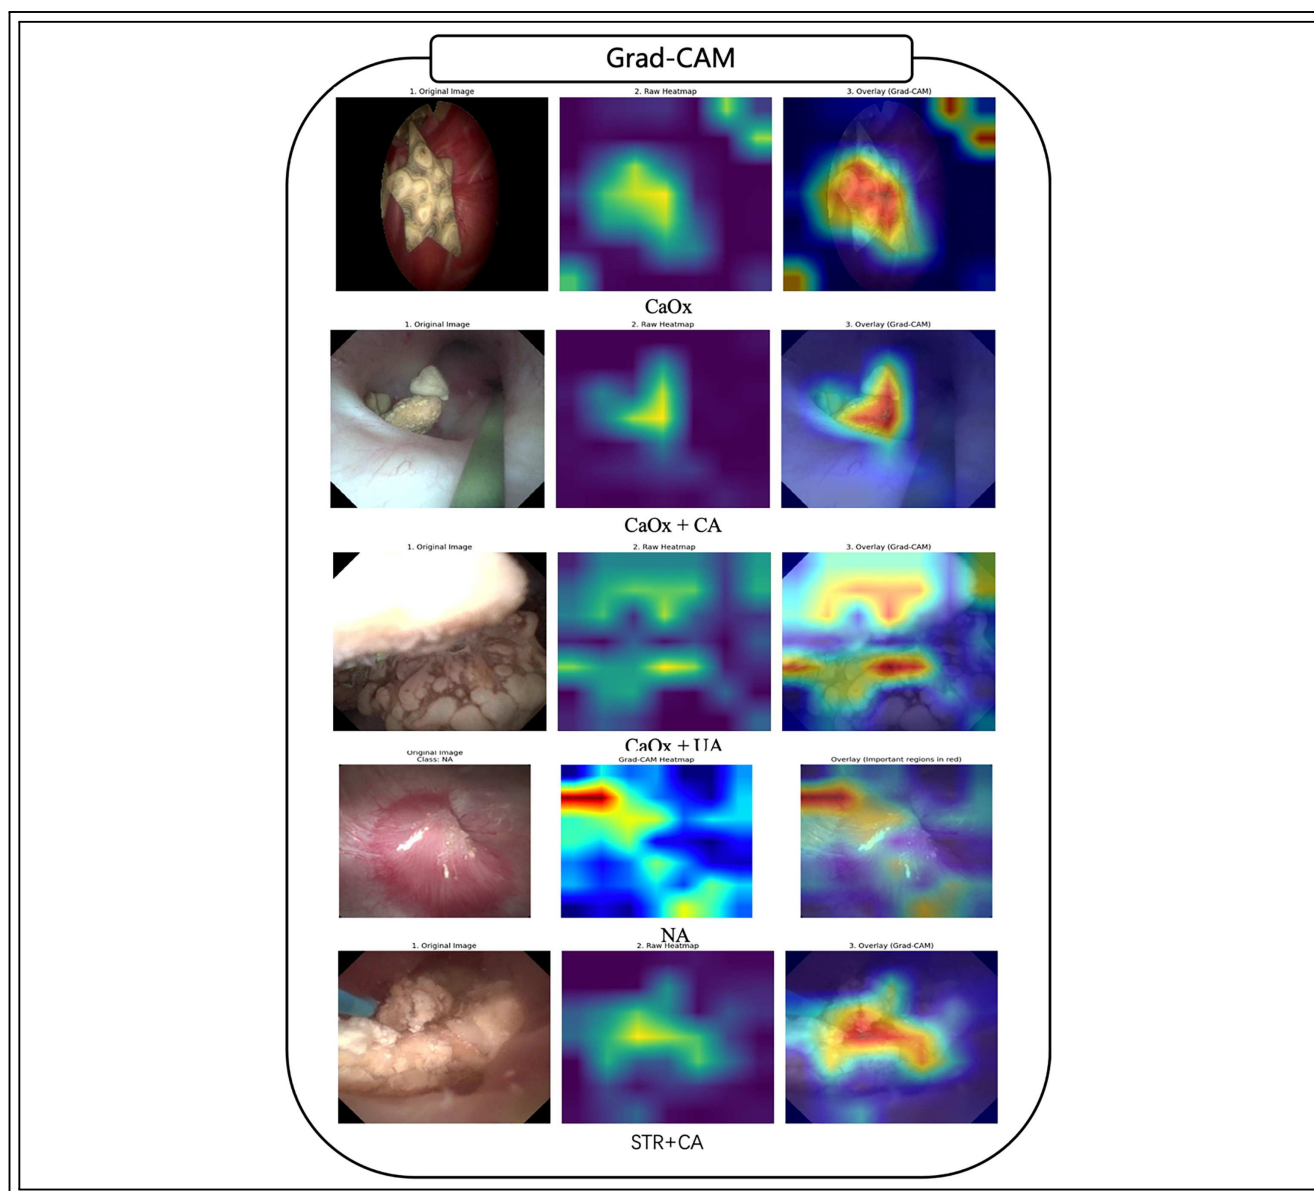 Grad-CAM
1. Original Image 2. Raw Heatmap 3. Overlay (Grad-CAM)
CaOx
1. Original Image 2. Raw Heatmap 3. Overlay (Grad-CAM)
CaOx + CA
1. Original Image 2. Raw Heatmap 3. Overlay (Grad-CAM)
CaOx + UA
Original Image
Class: NA Grad-CAM Heatmap Overlay (Important regions in red)
NA
1. Original Image 2. Raw Heatmap 3. Overlay (Grad-CAM)
STR+CA